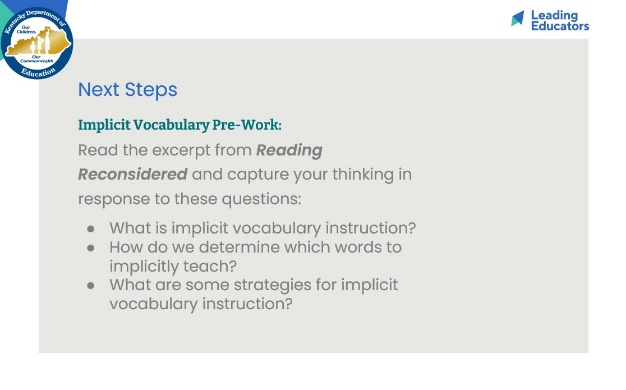 Kentucky Department of
Our
Children,
Our
Commonwealth
Education
Leading
Educators
Next Steps
Implicit Vocabulary Pre-Work:
Read the excerpt from Reading
Reconsidered and capture your thinking in
response to these questions:
● What is implicit vocabulary instruction?
● How do we determine which words to
implicitly teach?
● What are some strategies for implicit
vocabulary instruction?